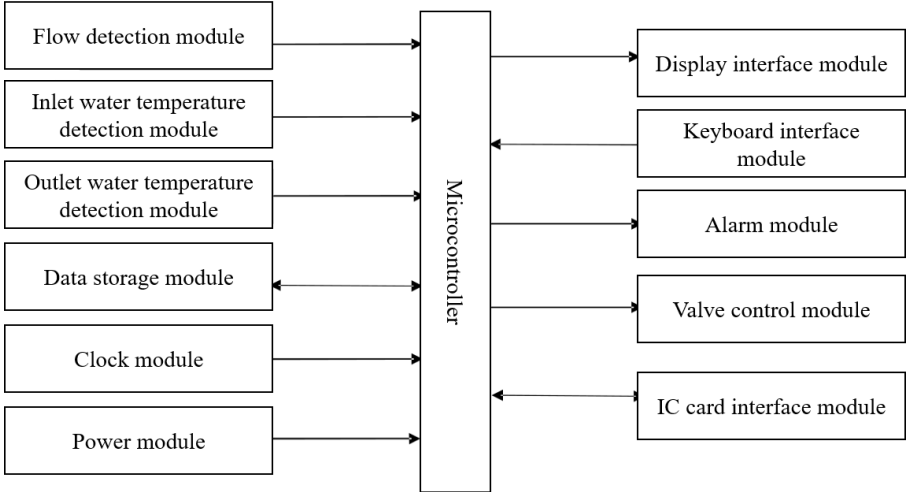 Flow detection module
Inlet water temperature
detection module
Outlet water temperature
detection module
Data storage module
Clock module
Power module
Microcontroller
Display interface module
Keyboard interface
module
Alarm module
Valve control module
IC card interface module